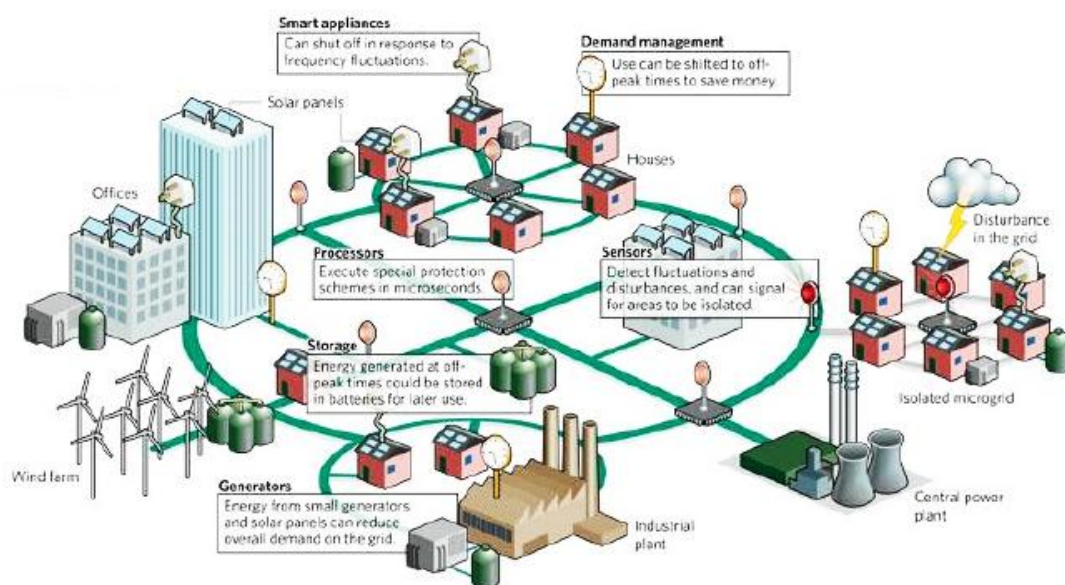 Smart appliances
Can shut off in response to
frequency fluctuations.
Demand management
Use can be shifted to off-
peak times to save money.
Solar panels
Houses
Offices
Disturbance
in the grid
Processors
Execute special protection
schemes in microseconds.
Sensors
Detect fluctuations and
disturbances, and can signal
for areas to be isolated.
Storage
Energy generated at off-
peak times could be stored
in batteries for later use.
Isolated microgrid
Wind farm
Generators
Energy from small generators
and solar panels can reduce
overall demand on the grid.
Industrial
plant
Central power
plant